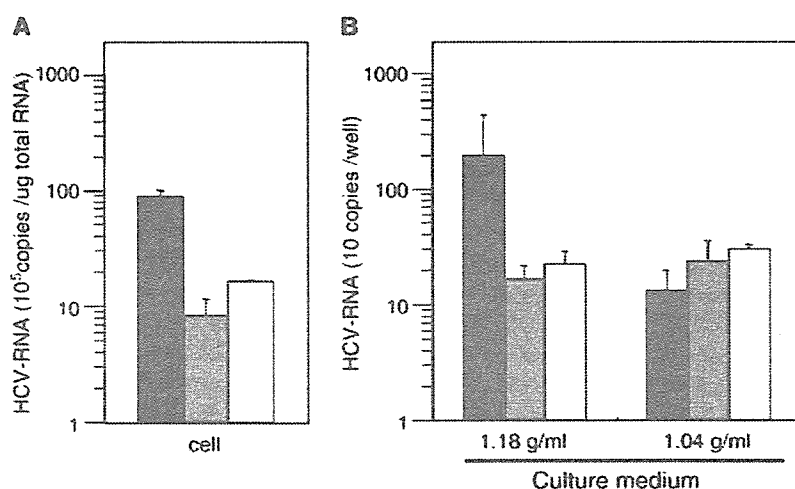 A
HCV-RNA (10⁵copies /ug total RNA)
1000
100
10
1
cell
B
HCV-RNA (10 copies /well)
1000
100
10
1
1.18 g/ml 1.04 g/ml
Culture medium